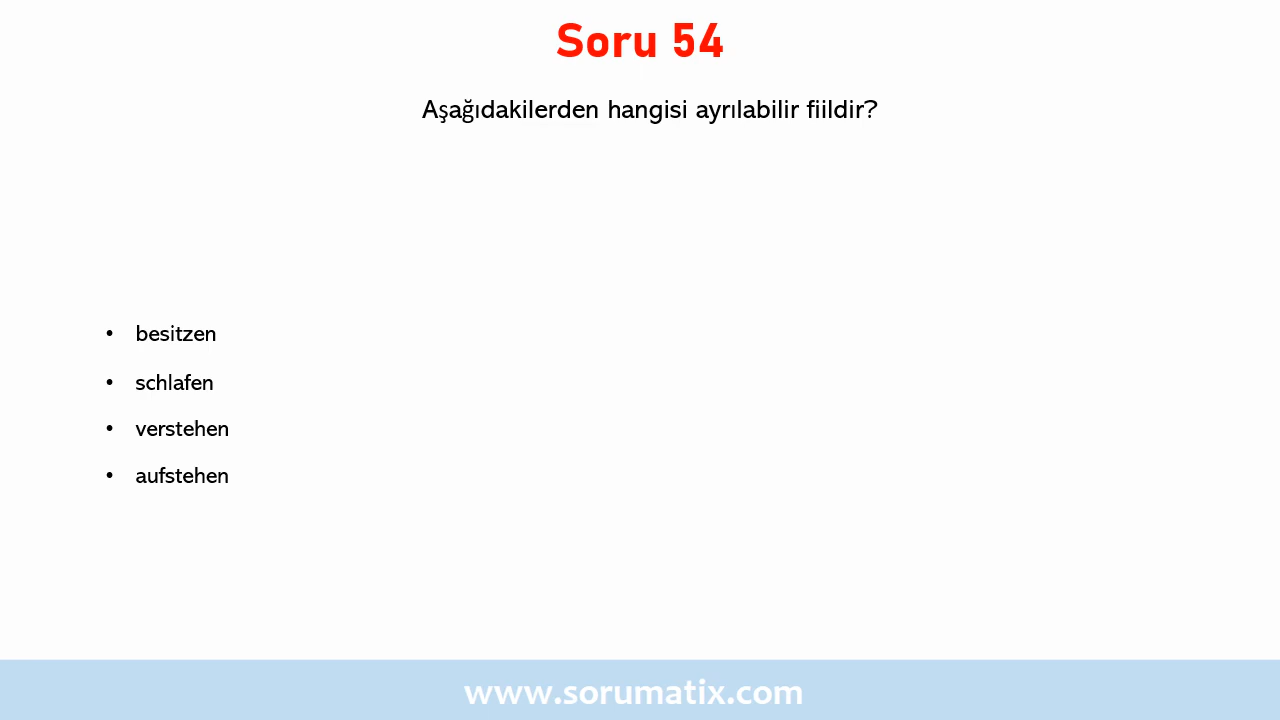 Soru 54
Aşağıdakilerden hangisi ayrılabilir fiildir?
• besitzen
• schlafen
• verstehen
• aufstehen
www.sorumatix.com